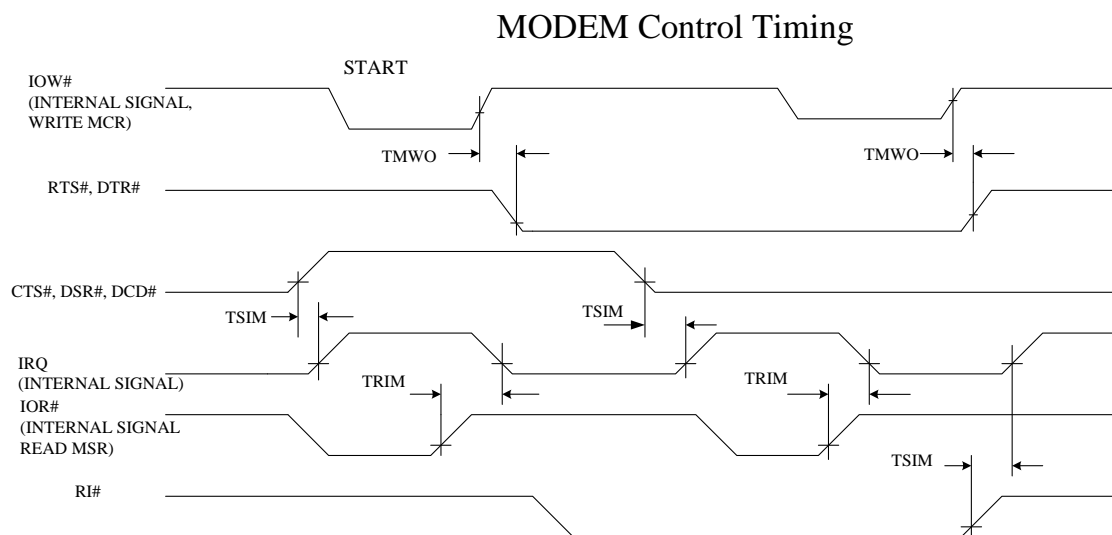 MODEM Control Timing
START
IOW#
(INTERNAL SIGNAL,
WRITE MCR)
TMWO
TMWO
RTS#, DTR#
CTS#, DSR#, DCD#
TSIM
TSIM
IRQ
(INTERNAL SIGNAL)
TRIM
TRIM
IOR#
(INTERNAL SIGNAL
READ MSR)
TSIM
RI#